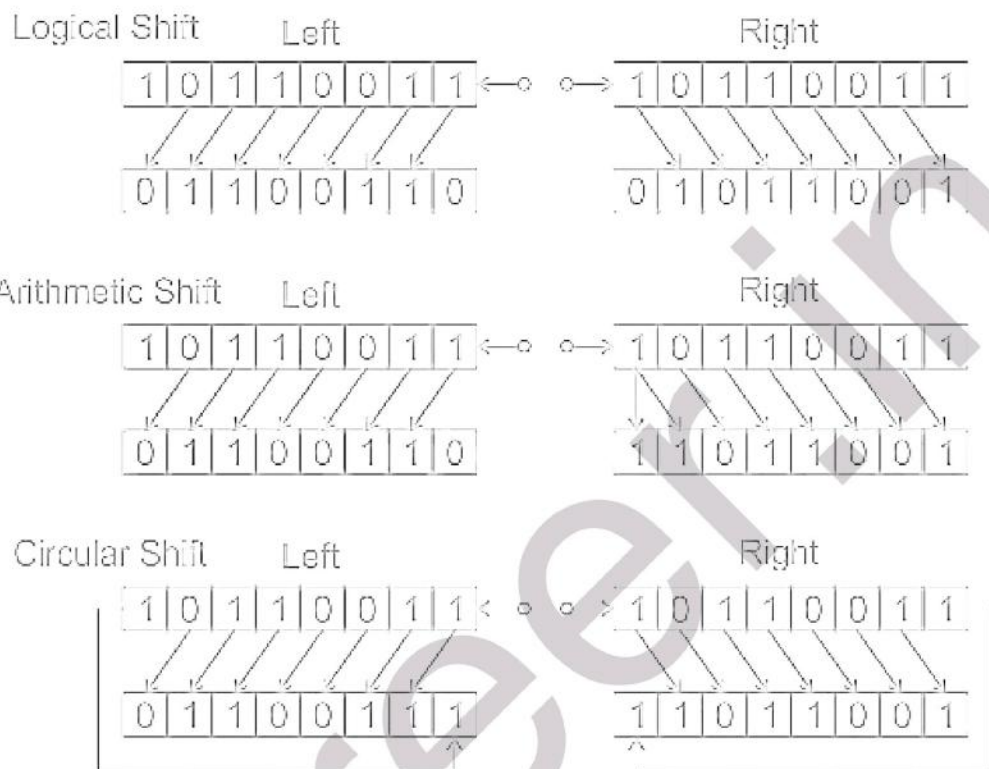 Logical Shift Left Right
1 0 1 1 0 0 1 1 1 0 1 1 0 0 1 1
0 1 1 0 0 1 1 0 0 1 0 1 1 0 0 1
Arithmetic Shift Left Right
1 0 1 1 0 0 1 1 1 0 1 1 0 0 1 1
0 1 1 0 0 1 1 0 1 1 0 1 1 0 0 1
Circular Shift Left Right
1 0 1 1 0 0 1 1 1 0 1 1 0 0 1 1
0 1 1 0 0 1 1 1 1 1 0 1 1 0 0 1
reer.in